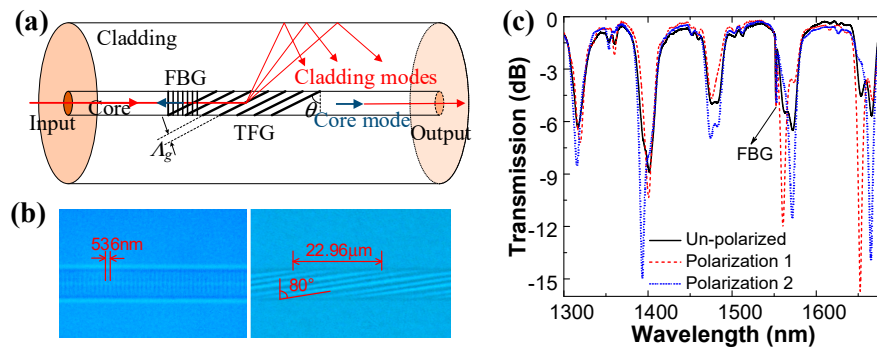 (a)
Cladding
FBG
Cladding modes
Input
Core
θ
Core mode
Output
TFG
Λg
(b)
536nm
22.96μm
80°
(c)
Transmission (dB)
0
-3
-6
-9
-12
-15
FBG
Un-polarized
Polarization 1
Polarization 2
1300 1400 1500 1600
Wavelength (nm)